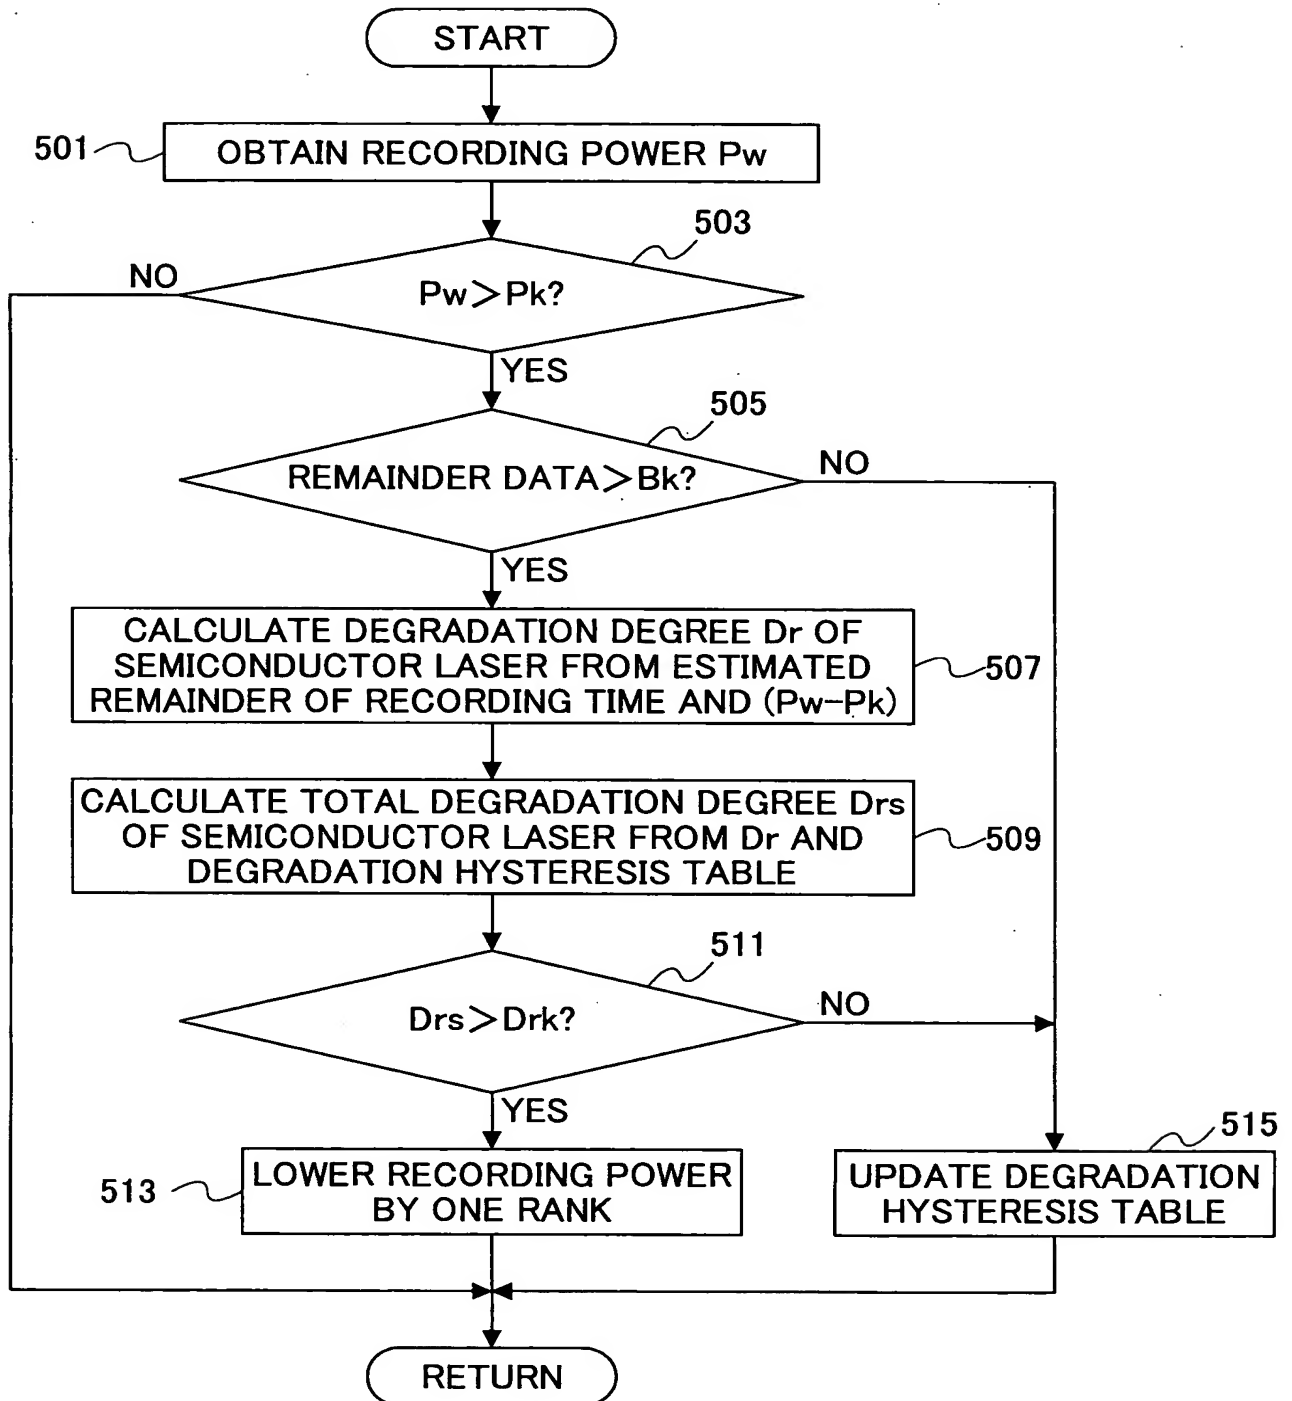 START
501
OBTAIN RECORDING POWER Pw
503
NO
Pw>Pk?
YES
505
REMAINDER DATA>Bk?
NO
YES
CALCULATE DEGRADATION DEGREE Dr OF
SEMICONDUCTOR LASER FROM ESTIMATED
REMAINDER OF RECORDING TIME AND (Pw-Pk)
507
CALCULATE TOTAL DEGRADATION DEGREE Drs
OF SEMICONDUCTOR LASER FROM Dr AND
DEGRADATION HYSTERESIS TABLE
509
511
Drs>Drk?
NO
YES
515
513
LOWER RECORDING POWER
BY ONE RANK
UPDATE DEGRADATION
HYSTERESIS TABLE
RETURN